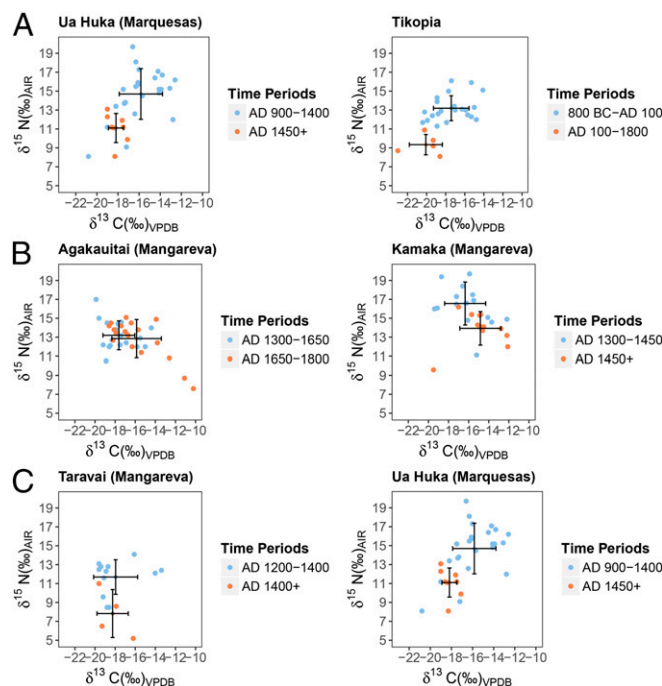 A
Ua Huka (Marquesas)
δ15 N(‰)AIR
19
17
15
13
11
9
7
5
−22−20−18−16−14−12−10
δ13 C(‰)VPDB
Time Periods
AD 900−1400
AD 1450+
Tikopia
δ15 N(‰)AIR
19
17
15
13
11
9
7
5
−22−20−18−16−14−12−10
δ13 C(‰)VPDB
Time Periods
800 BC−AD 100
AD 100−1800
B
Agakauitai (Mangareva)
δ15 N(‰)AIR
19
17
15
13
11
9
7
5
−22−20−18−16−14−12−10
δ13 C(‰)VPDB
Time Periods
AD 1300−1650
AD 1650−1800
Kamaka (Mangareva)
δ15 N(‰)AIR
19
17
15
13
11
9
7
5
−22−20−18−16−14−12−10
δ13 C(‰)VPDB
Time Periods
AD 1300−1450
AD 1450+
C
Taravai (Mangareva)
δ15 N(‰)AIR
19
17
15
13
11
9
7
5
−22−20−18−16−14−12−10
δ13 C(‰)VPDB
Time Periods
AD 1200−1400
AD 1400+
Ua Huka (Marquesas)
δ15 N(‰)AIR
19
17
15
13
11
9
7
5
−22−20−18−16−14−12−10
δ13 C(‰)VPDB
Time Periods
AD 900−1400
AD 1450+